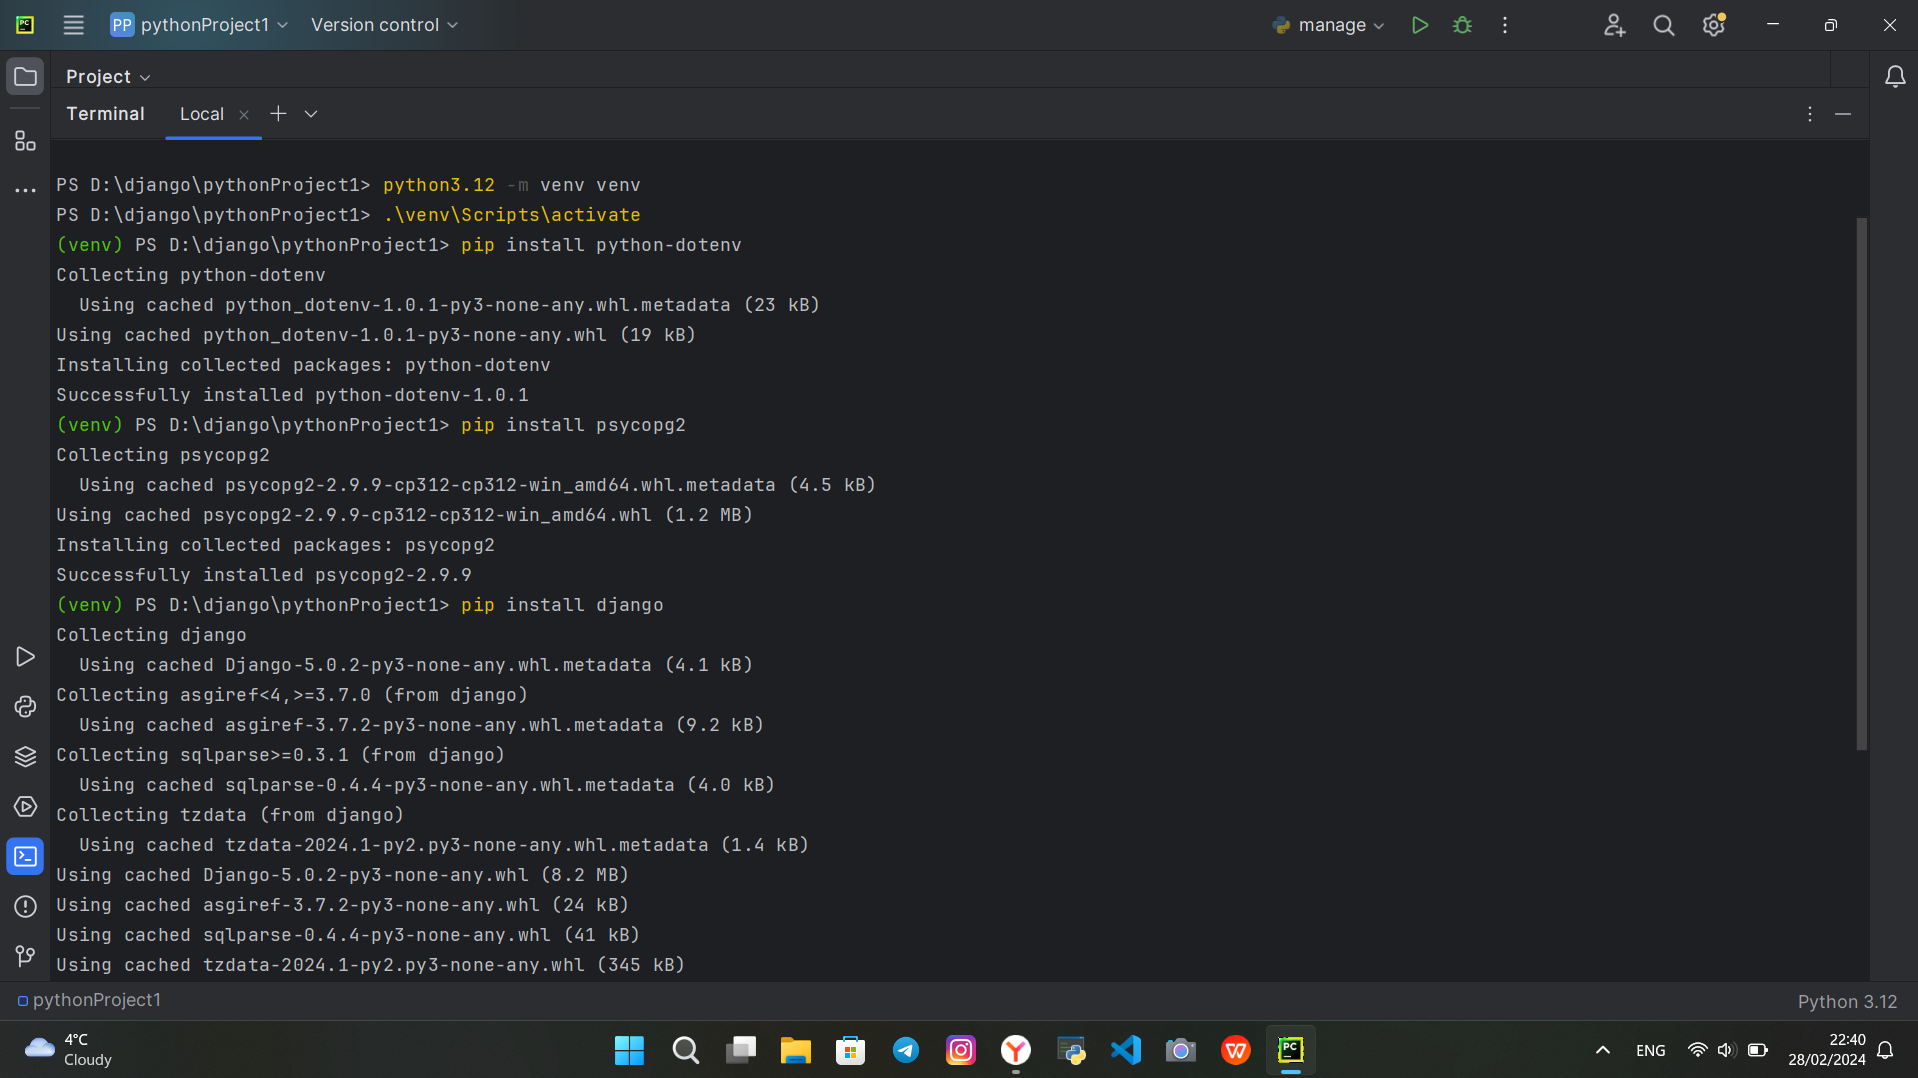 PC
PP pythonProject1 Version control manage
Project
Terminal Local
PS D:\django\pythonProject1> python3.12 -m venv venv
PS D:\django\pythonProject1> .\venv\Scripts\activate
(venv) PS D:\django\pythonProject1> pip install python-dotenv
Collecting python-dotenv
  Using cached python_dotenv-1.0.1-py3-none-any.whl.metadata (23 kB)
Using cached python_dotenv-1.0.1-py3-none-any.whl (19 kB)
Installing collected packages: python-dotenv
Successfully installed python-dotenv-1.0.1
(venv) PS D:\django\pythonProject1> pip install psycopg2
Collecting psycopg2
  Using cached psycopg2-2.9.9-cp312-cp312-win_amd64.whl.metadata (4.5 kB)
Using cached psycopg2-2.9.9-cp312-cp312-win_amd64.whl (1.2 MB)
Installing collected packages: psycopg2
Successfully installed psycopg2-2.9.9
(venv) PS D:\django\pythonProject1> pip install django
Collecting django
  Using cached Django-5.0.2-py3-none-any.whl.metadata (4.1 kB)
Collecting asgiref<4,>=3.7.0 (from django)
  Using cached asgiref-3.7.2-py3-none-any.whl.metadata (9.2 kB)
Collecting sqlparse>=0.3.1 (from django)
  Using cached sqlparse-0.4.4-py3-none-any.whl.metadata (4.0 kB)
Collecting tzdata (from django)
  Using cached tzdata-2024.1-py2.py3-none-any.whl.metadata (1.4 kB)
Using cached Django-5.0.2-py3-none-any.whl (8.2 MB)
Using cached asgiref-3.7.2-py3-none-any.whl (24 kB)
Using cached sqlparse-0.4.4-py3-none-any.whl (41 kB)
Using cached tzdata-2024.1-py2.py3-none-any.whl (345 kB)
pythonProject1 Python 3.12
4°C
Cloudy
PC
ENG
22:40
28/02/2024